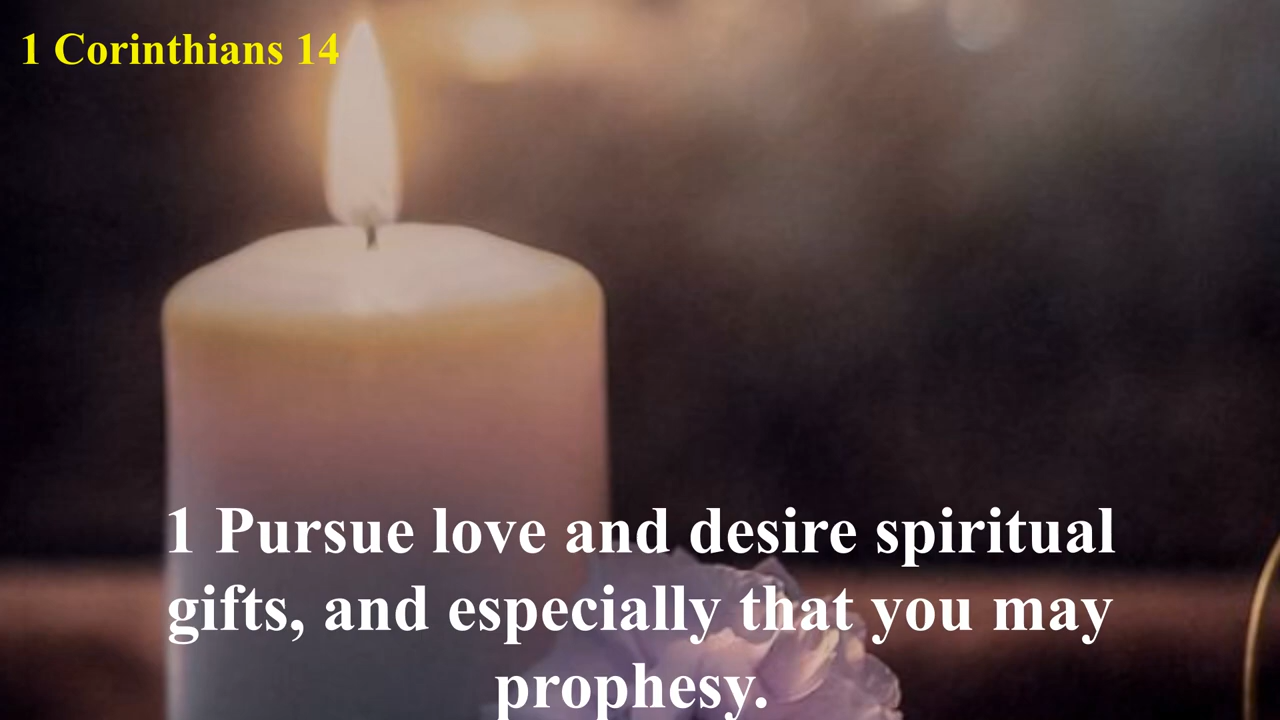 1 Corinthians 14
1 Pursue love and desire spiritual
gifts, and especially that you may
prophesy.